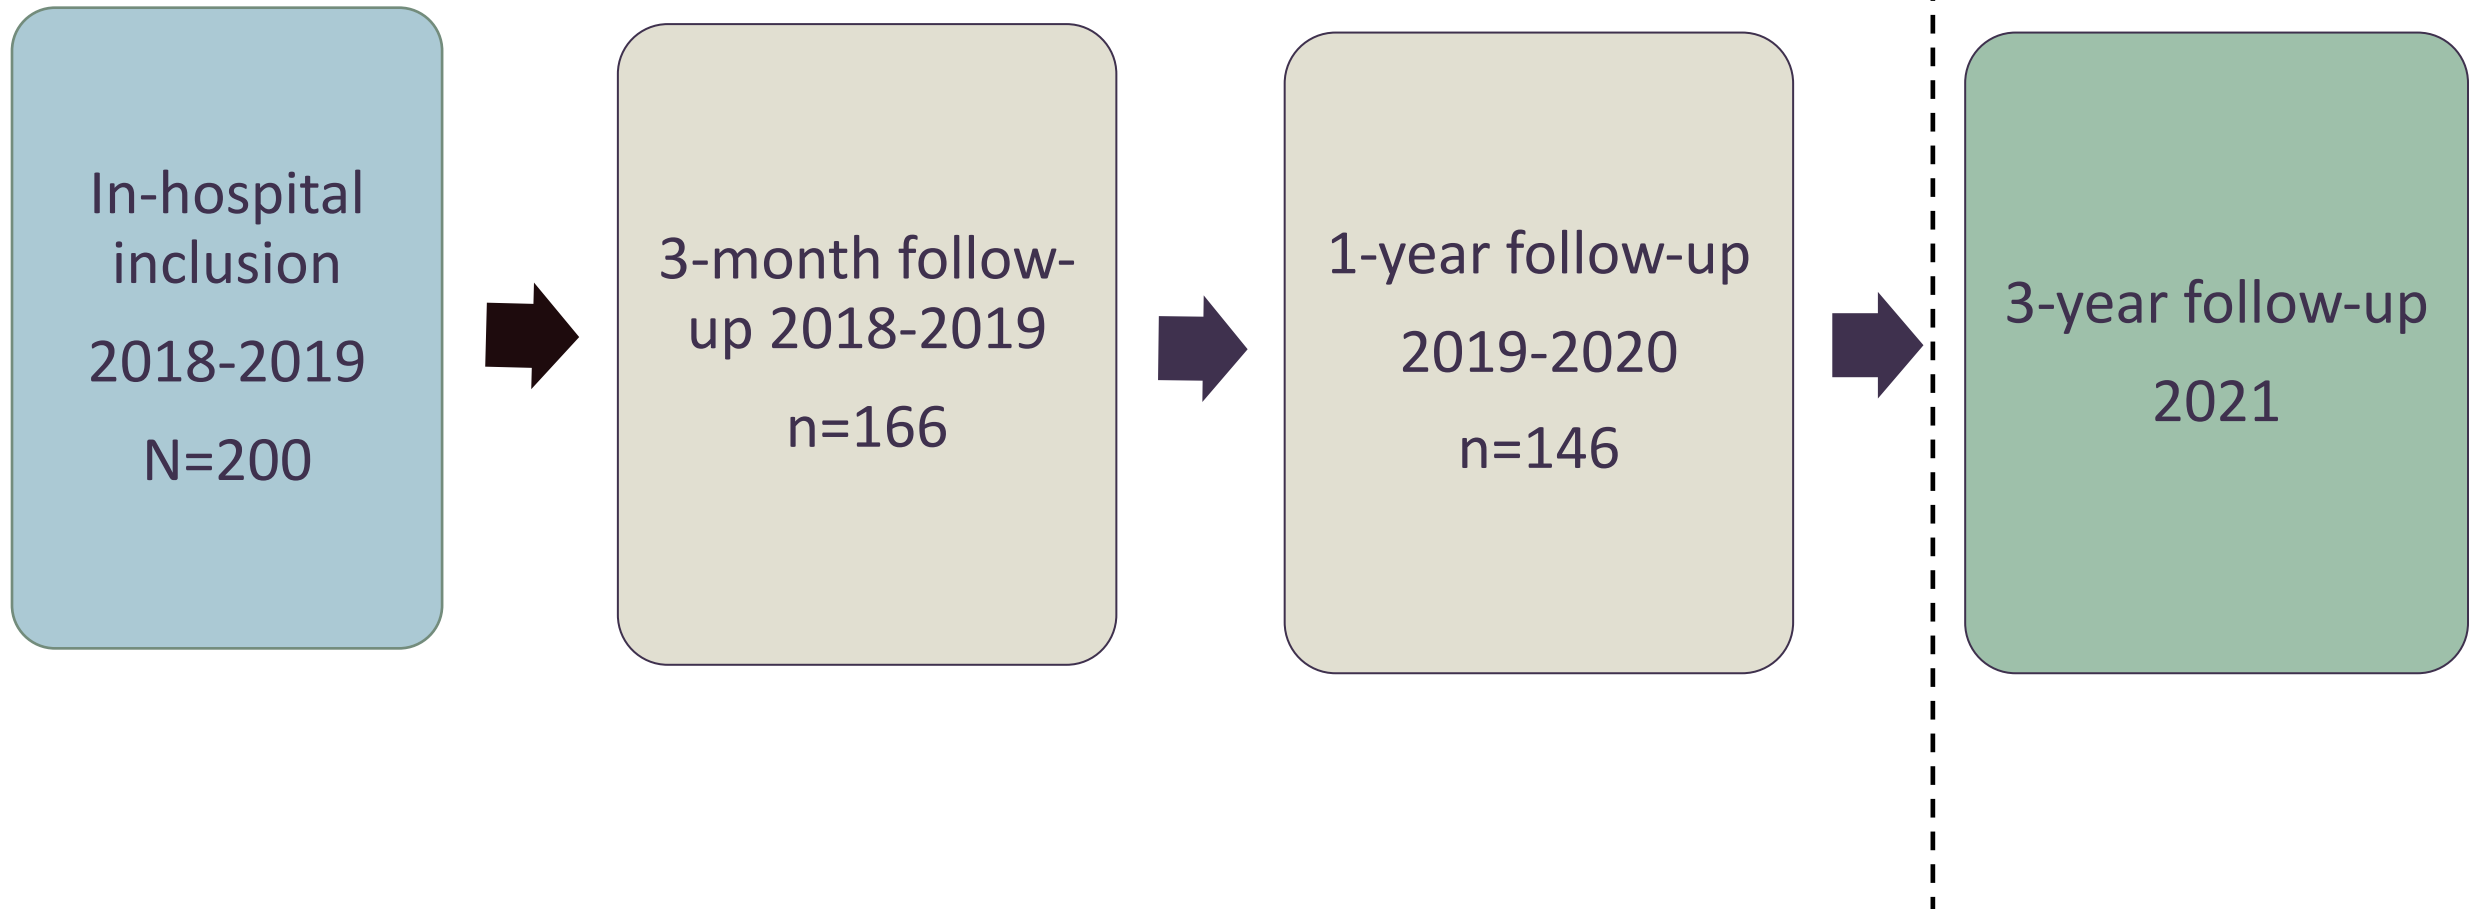 In-hospital
inclusion
2018-2019
N=200
3-month follow-
up 2018-2019
n=166
1-year follow-up
2019-2020
n=146
3-year follow-up
2021